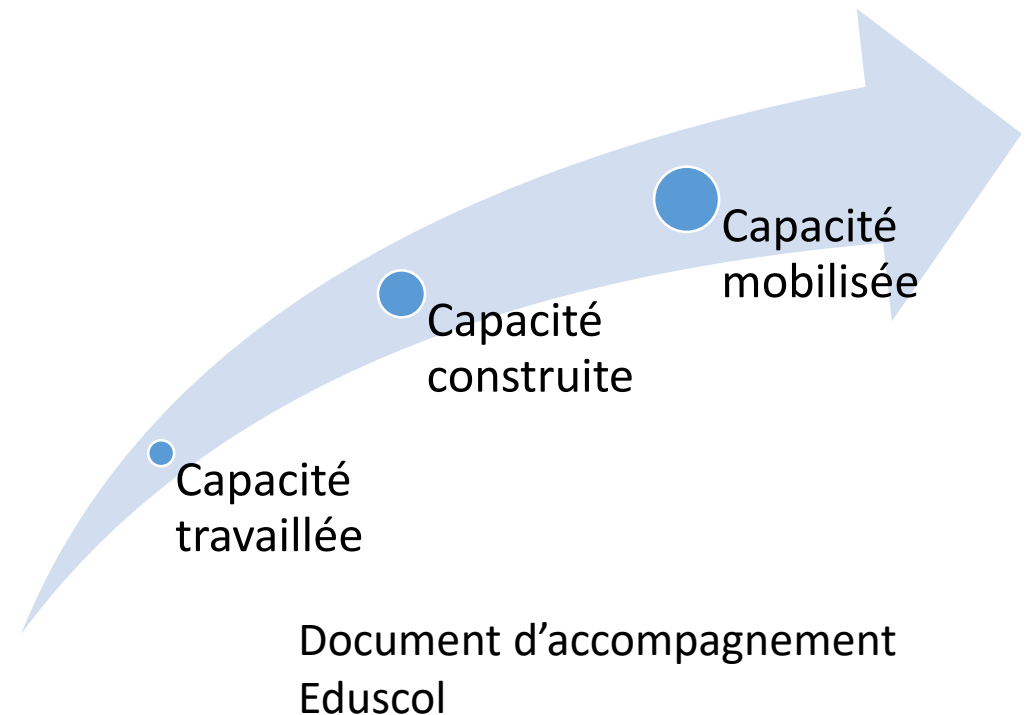 Capacité
mobilisée
Capacité
construite
Capacité
travaillée
Document d’accompagnement
Eduscol